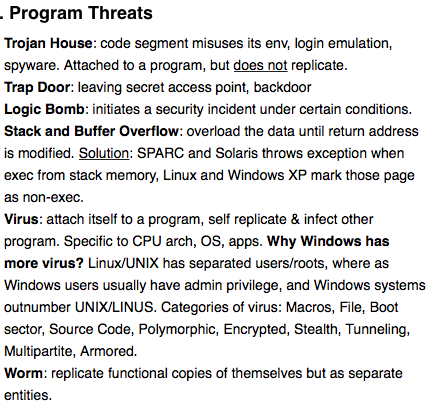 . Program Threats
Trojan House: code segment misuses its env, login emulation,
spyware. Attached to a program, but does not replicate.
Trap Door: leaving secret access point, backdoor
Logic Bomb: initiates a security incident under certain conditions.
Stack and Buffer Overflow: overload the data until return address
is modified. Solution: SPARC and Solaris throws exception when
exec from stack memory, Linux and Windows XP mark those page
as non-exec.
Virus: attach itself to a program, self replicate & infect other
program. Specific to CPU arch, OS, apps. Why Windows has
more virus? Linux/UNIX has separated users/roots, where as
Windows users usually have admin privilege, and Windows systems
outnumber UNIX/LINUS. Categories of virus: Macros, File, Boot
sector, Source Code, Polymorphic, Encrypted, Stealth, Tunneling,
Multipartite, Armored.
Worm: replicate functional copies of themselves but as separate
entities.